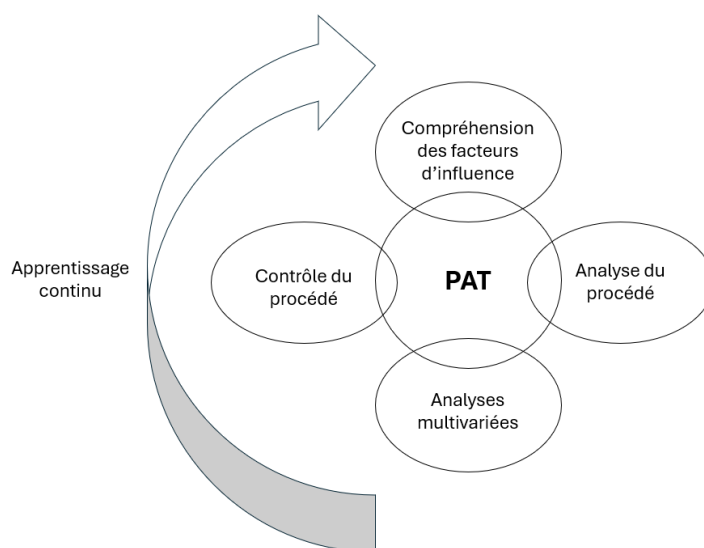 Compréhension
des facteurs
d’influence
Apprentissage
continu
Contrôle du
procédé
PAT
Analyse du
procédé
Analyses
multivariées